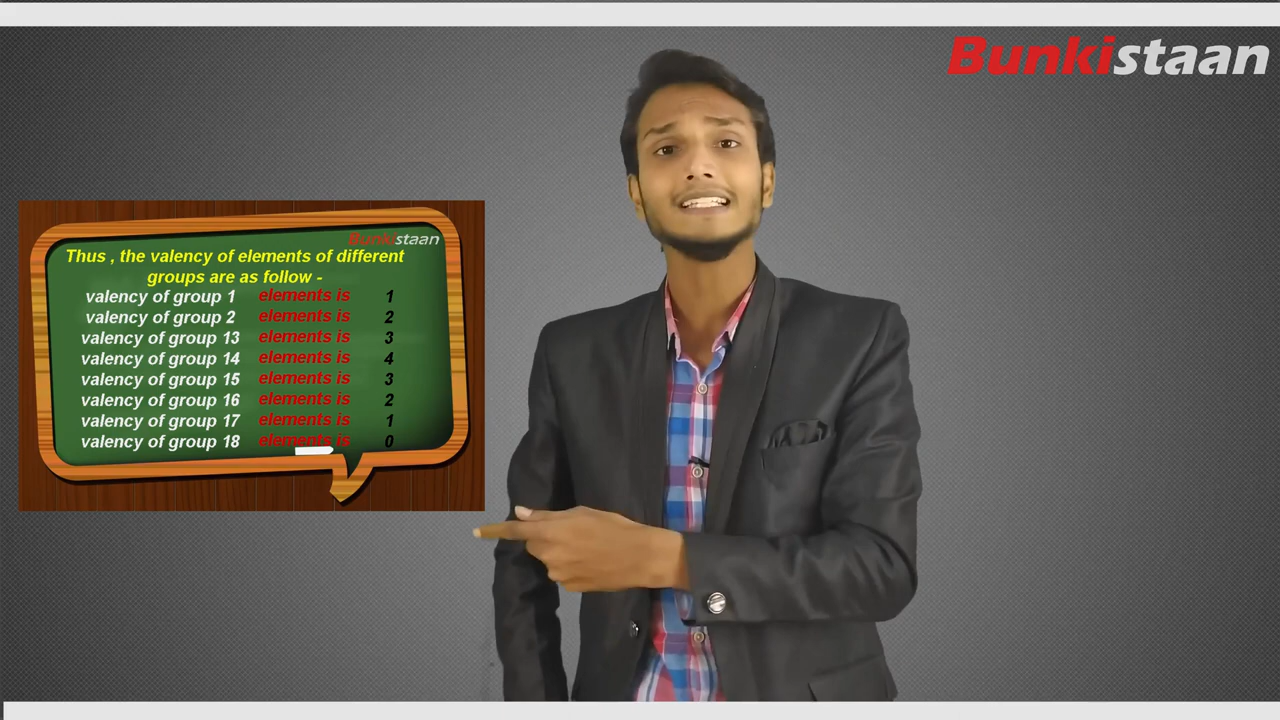 Bunkistaan
Bunkistaan
Thus , the valency of elements of different
groups are as follow -
valency of group 1 elements is 1
valency of group 2 elements is 2
valency of group 13 elements is 3
valency of group 14 elements is 4
valency of group 15 elements is 3
valency of group 16 elements is 2
valency of group 17 elements is 1
valency of group 18 elements is 0